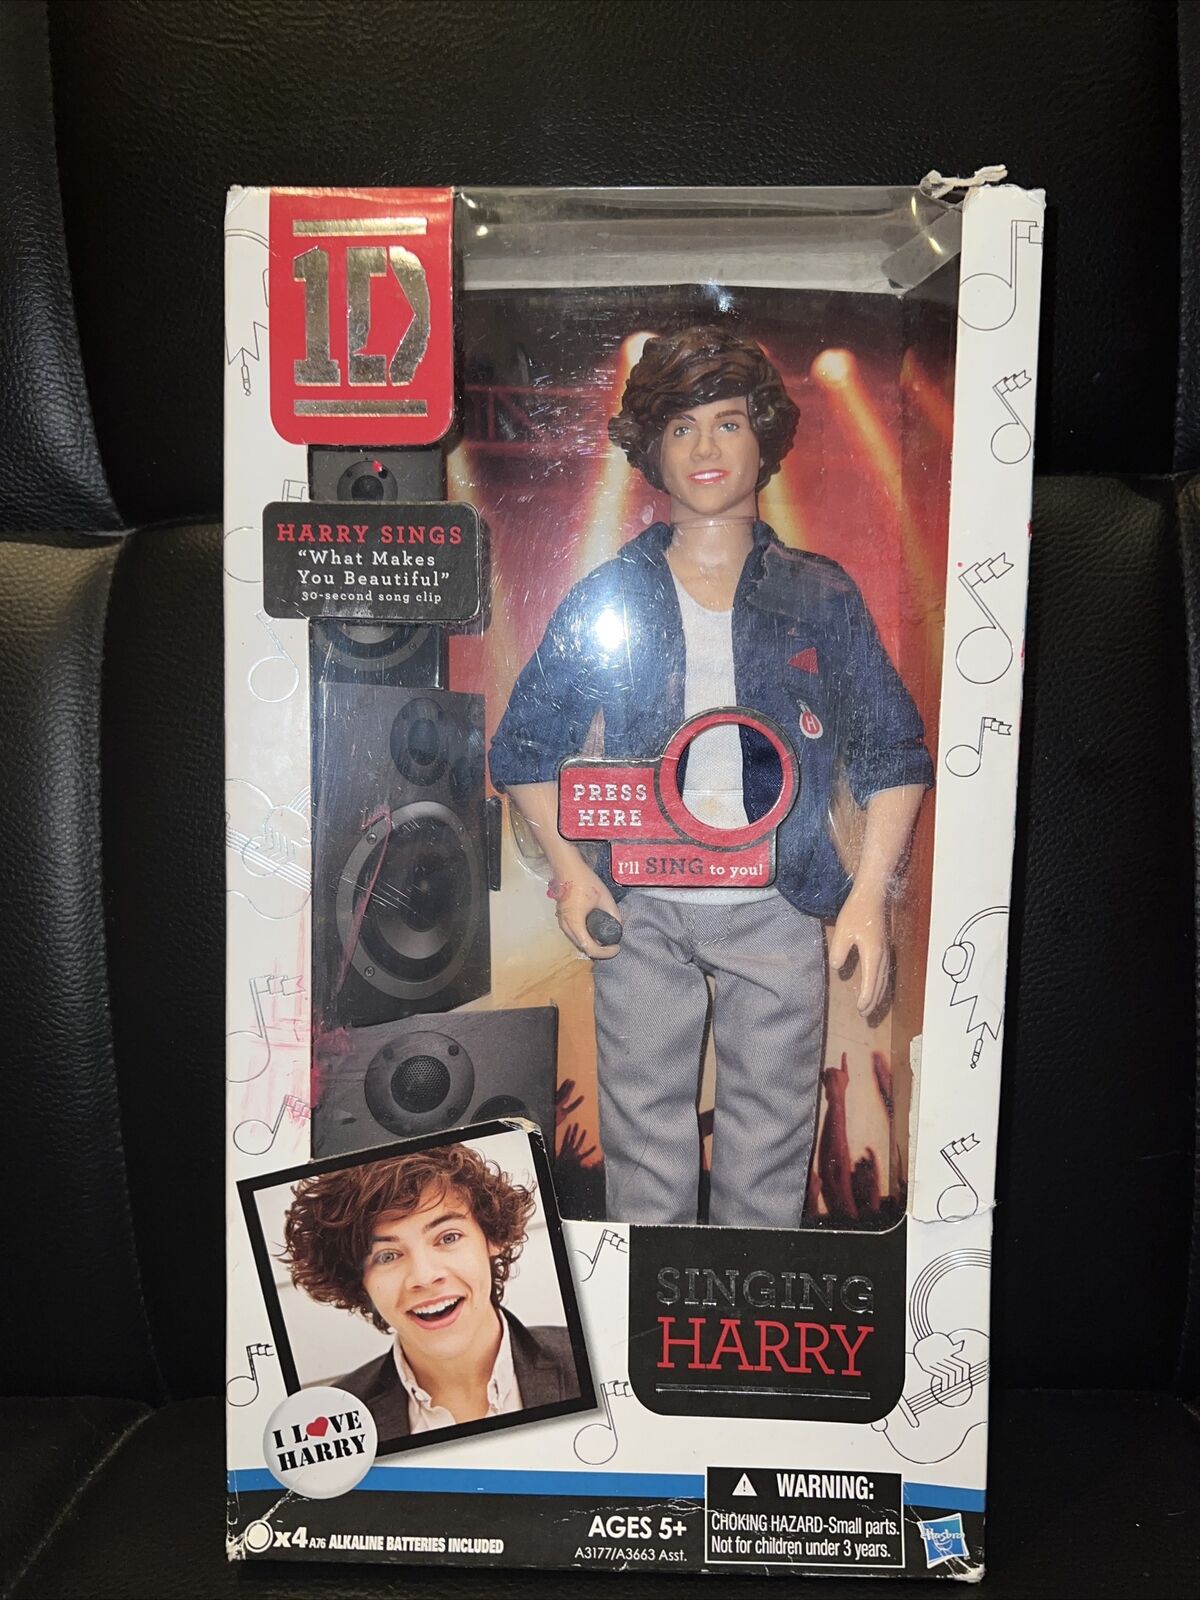 1D
HARRY SINGS
“What Makes
You Beautiful”
30-second song clip
H
PRESS
HERE
I'll SING to you!
SINGING
HARRY
I L♥VE
HARRY
x4 A76 ALKALINE BATTERIES INCLUDED
AGES 5+
A3177/A3663 Asst.
⚠ WARNING:
CHOKING HAZARD-Small parts.
Not for children under 3 years.
Hasbro